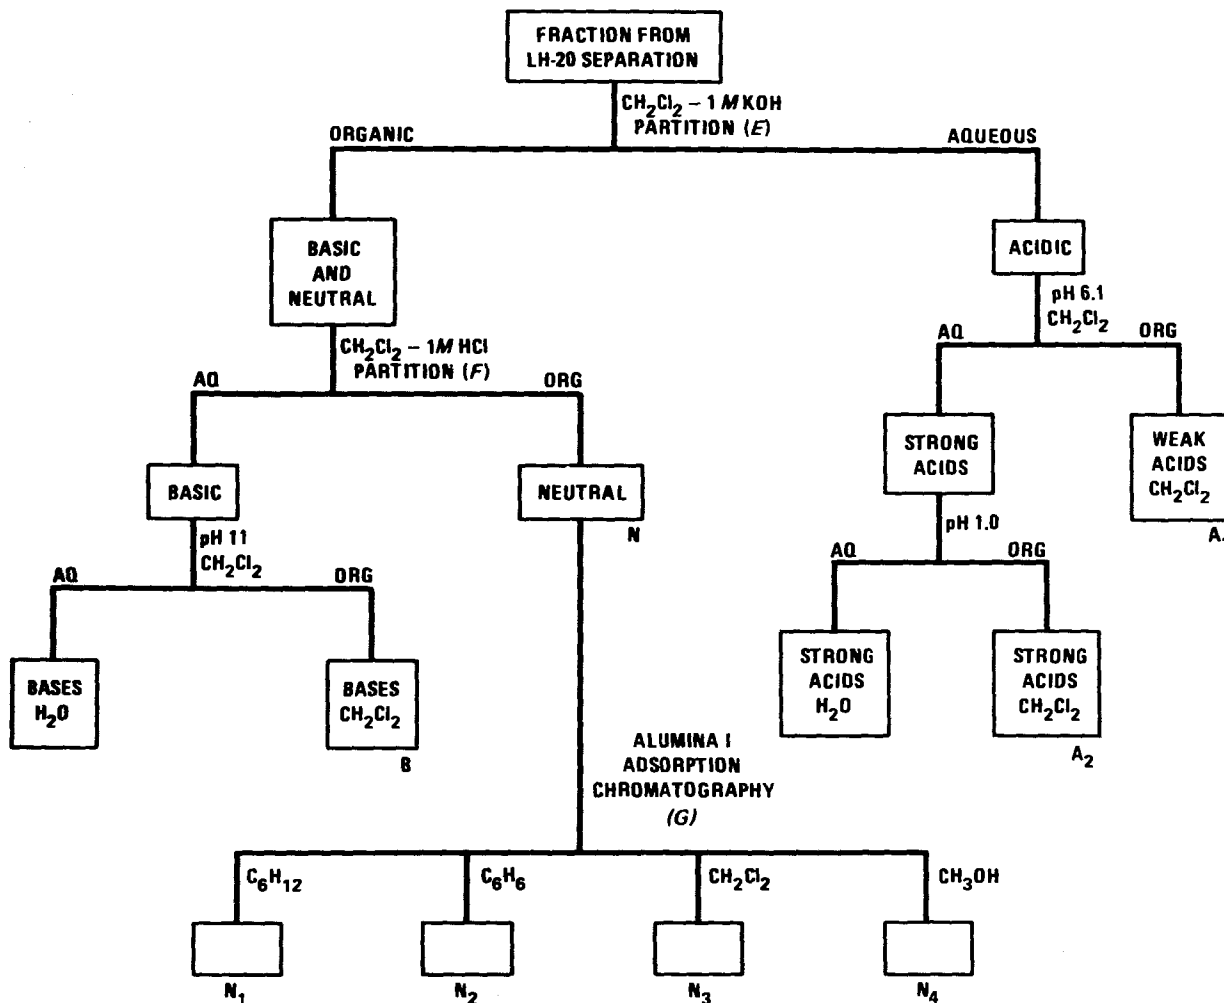 FRACTION FROM
LH-20 SEPARATION
CH₂Cl₂ – 1 M KOH
PARTITION (E)
ORGANIC
AQUEOUS
BASIC
AND
NEUTRAL
ACIDIC
pH 6.1
CH₂Cl₂
AQ
ORG
CH₂Cl₂ – 1M HCl
PARTITION (F)
AQ
ORG
STRONG
ACIDS
WEAK
ACIDS
CH₂Cl₂
BASIC
NEUTRAL
N
pH 1.0
A
pH 11
CH₂Cl₂
AQ
ORG
AQ
ORG
BASES
H₂O
BASES
CH₂Cl₂
B
STRONG
ACIDS
H₂O
STRONG
ACIDS
CH₂Cl₂
A₂
ALUMINA I
ADSORPTION
CHROMATOGRAPHY
(G)
C₆H₁₂
C₆H₆
CH₂Cl₂
CH₃OH
N₁
N₂
N₃
N₄